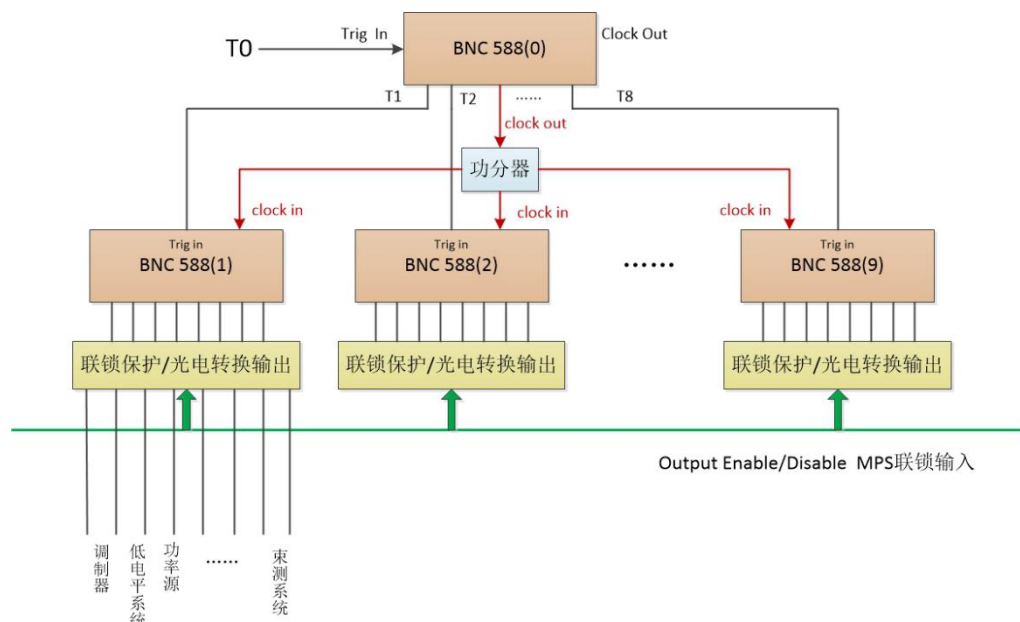 T0
Trig In
BNC 588(0)
Clock Out
T1
T2
......
T8
clock out
功分器
clock in
clock in
clock in
Trig in
BNC 588(1)
Trig in
BNC 588(2)
......
Trig in
BNC 588(9)
联锁保护/光电转换输出
联锁保护/光电转换输出
联锁保护/光电转换输出
Output Enable/Disable MPS联锁输入
调制器
低电平系统
功率源
......
束测系统